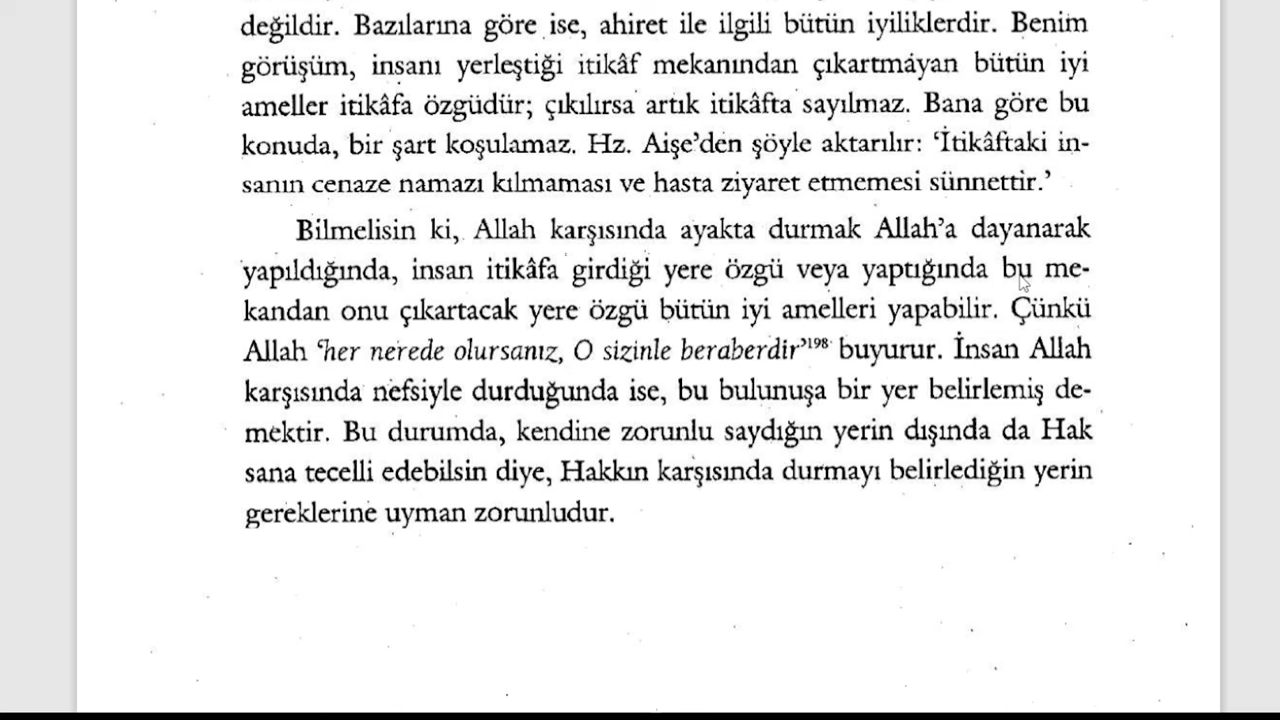 değildir. Bazılarına göre ise, ahiret ile ilgili bütün iyiliklerdir. Benim
görüşüm, insanı yerleştiği itikâf mekanından çıkartmayan bütün iyi
ameller itikâfa özgüdür; çıkılırsa artık itikâfta sayılmaz. Bana göre bu
konuda, bir şart koşulamaz. Hz. Aişe’den şöyle aktarılır: ‘İtikâftaki in-
sanın cenaze namazı kılmaması ve hasta ziyaret etmemesi sünnettir.’
Bilmelisin ki, Allah karşısında ayakta durmak Allah’a dayanarak
yapıldığında, insan itikâfa girdiği yere özgü veya yaptığında bu me-
kandan onu çıkartacak yere özgü bütün iyi amelleri yapabilir. Çünkü
Allah ‘her nerede olursanız, O sizinle beraberdir’198 buyurur. İnsan Allah
karşısında nefsiyle durduğunda ise, bu bulunuşa bir yer belirlemiş de-
mektir. Bu durumda, kendine zorunlu saydığın yerin dışında da Hak
sana tecelli edebilsin diye, Hakkın karşısında durmayı belirlediğin yerin
gereklerine uyman zorunludur.